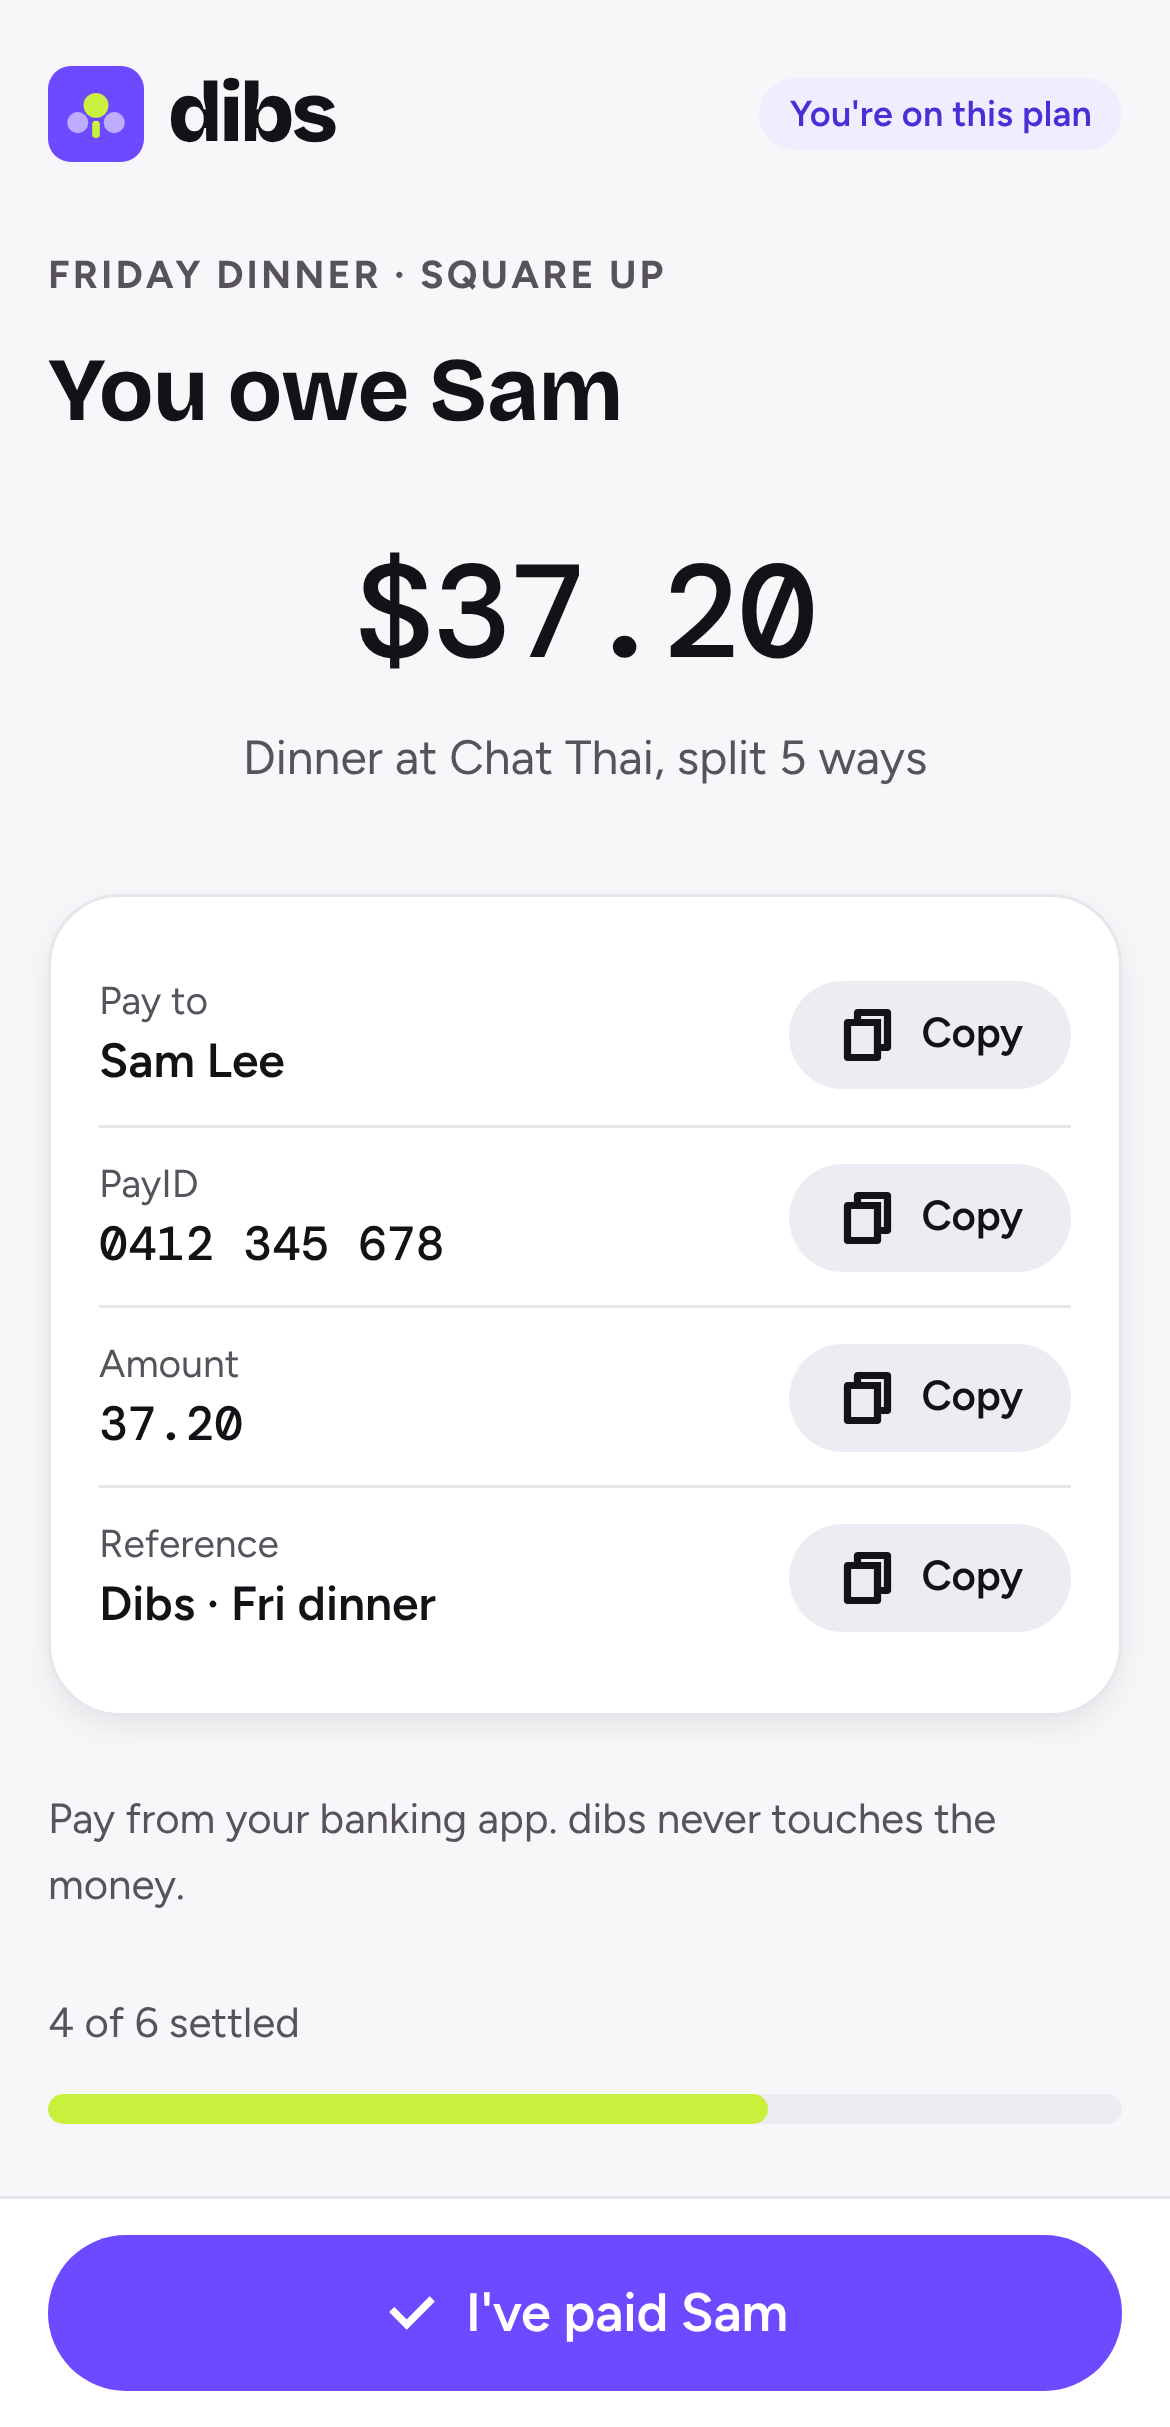 dibs
You're on this plan
FRIDAY DINNER · SQUARE UP
You owe Sam
$37.20
Dinner at Chat Thai, split 5 ways
Pay to
Sam Lee
Copy
PayID
0412 345 678
Copy
Amount
37.20
Copy
Reference
Dibs · Fri dinner
Copy
Pay from your banking app. dibs never touches the
money.
4 of 6 settled
I've paid Sam